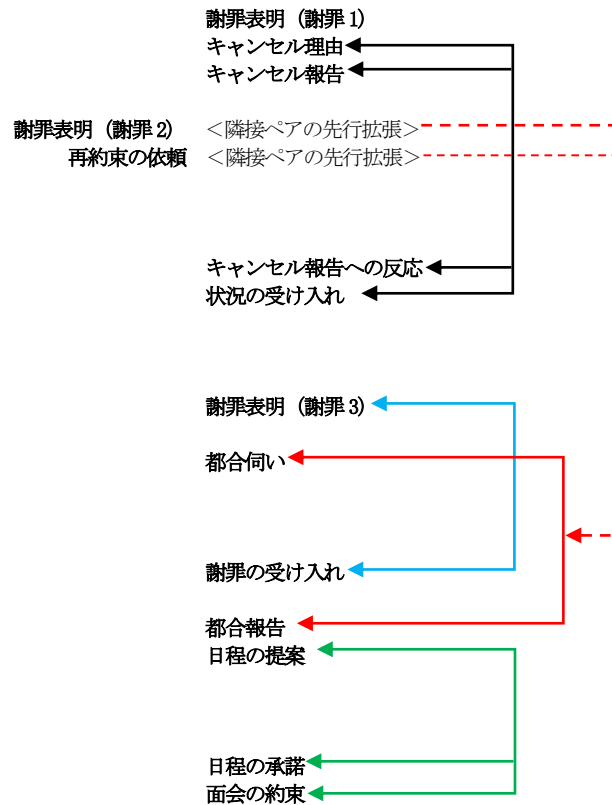 謝罪表明（謝罪 1）
キャンセル理由
キャンセル報告
謝罪表明（謝罪 2） ＜隣接ペアの先行拡張＞
再約束の依頼 ＜隣接ペアの先行拡張＞
キャンセル報告への反応
状況の受け入れ
謝罪表明（謝罪 3）
都合伺い
謝罪の受け入れ
都合報告
日程の提案
日程の承諾
面会の約束